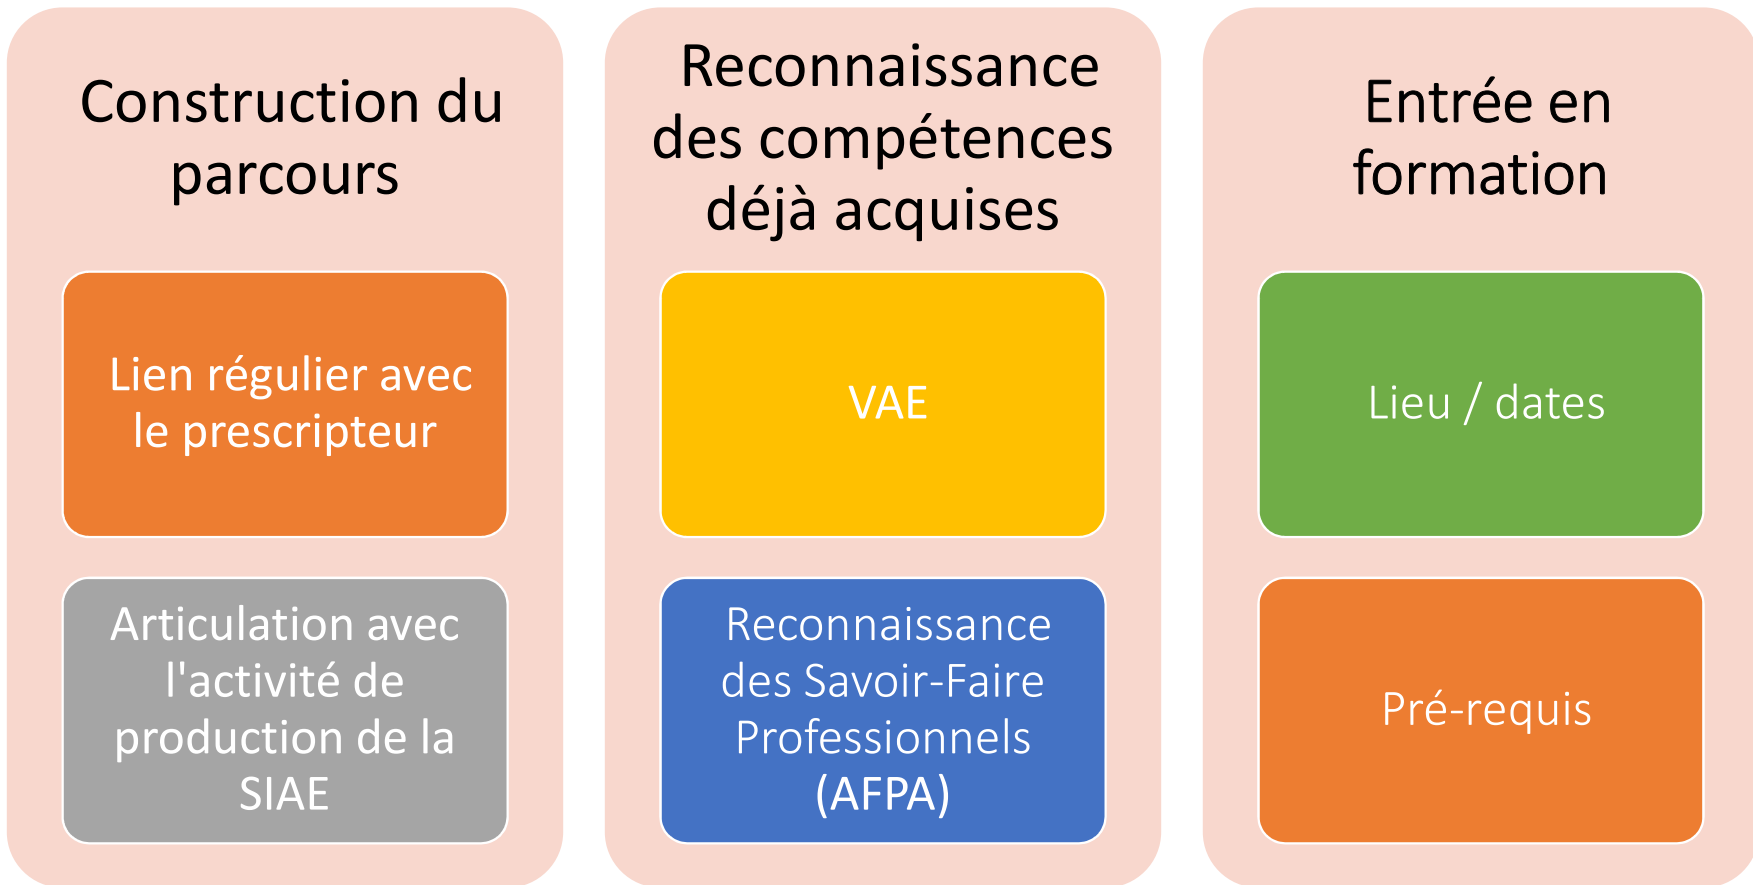 Construction du
parcours
Lien régulier avec
le prescripteur
Articulation avec
l'activité de
production de la
SIAE
Reconnaissance
des compétences
déjà acquises
VAE
Reconnaissance
des Savoir-Faire
Professionnels
(AFPA)
Entrée en
formation
Lieu / dates
Pré-requis